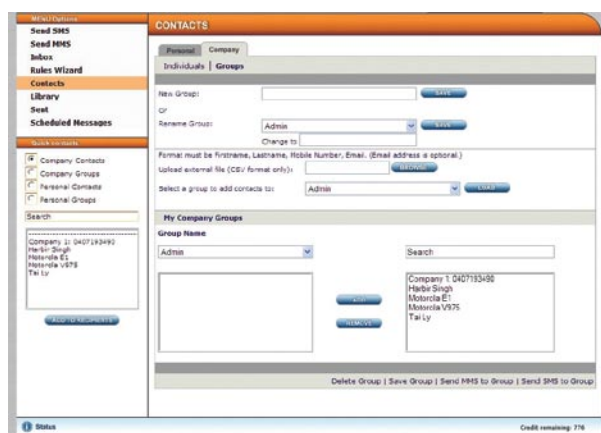 MENU Options
Send SMS
Send MMS
Inbox
Rules Wizard
Contacts
Library
Sent
Scheduled Messages
Quick Contacts
Company Contacts
Company Groups
Personal Contacts
Personal Groups
Search
Company 1: 0407193490
Harbir Singh
Motorola E1
Motorola V975
Tai Ly
ADD TO RECIPIENTS
CONTACTS
Personal Company
Individuals | Groups
New Group: SAVE
Or
Rename Group: Admin SAVE
Change to
Format must be Firstname, Lastname, Mobile Number, Email. (Email address is optional.)
Upload external file (CSV format only): BROWSE
Select a group to add contacts to: Admin LOAD
My Company Groups
Group Name
Admin Search
Company 1: 0407193490
Harbir Singh
Motorola E1
Motorola V975
Tai Ly
ADD
REMOVE
Delete Group | Save Group | Send MMS to Group | Send SMS to Group
Status Credit remaining: 776